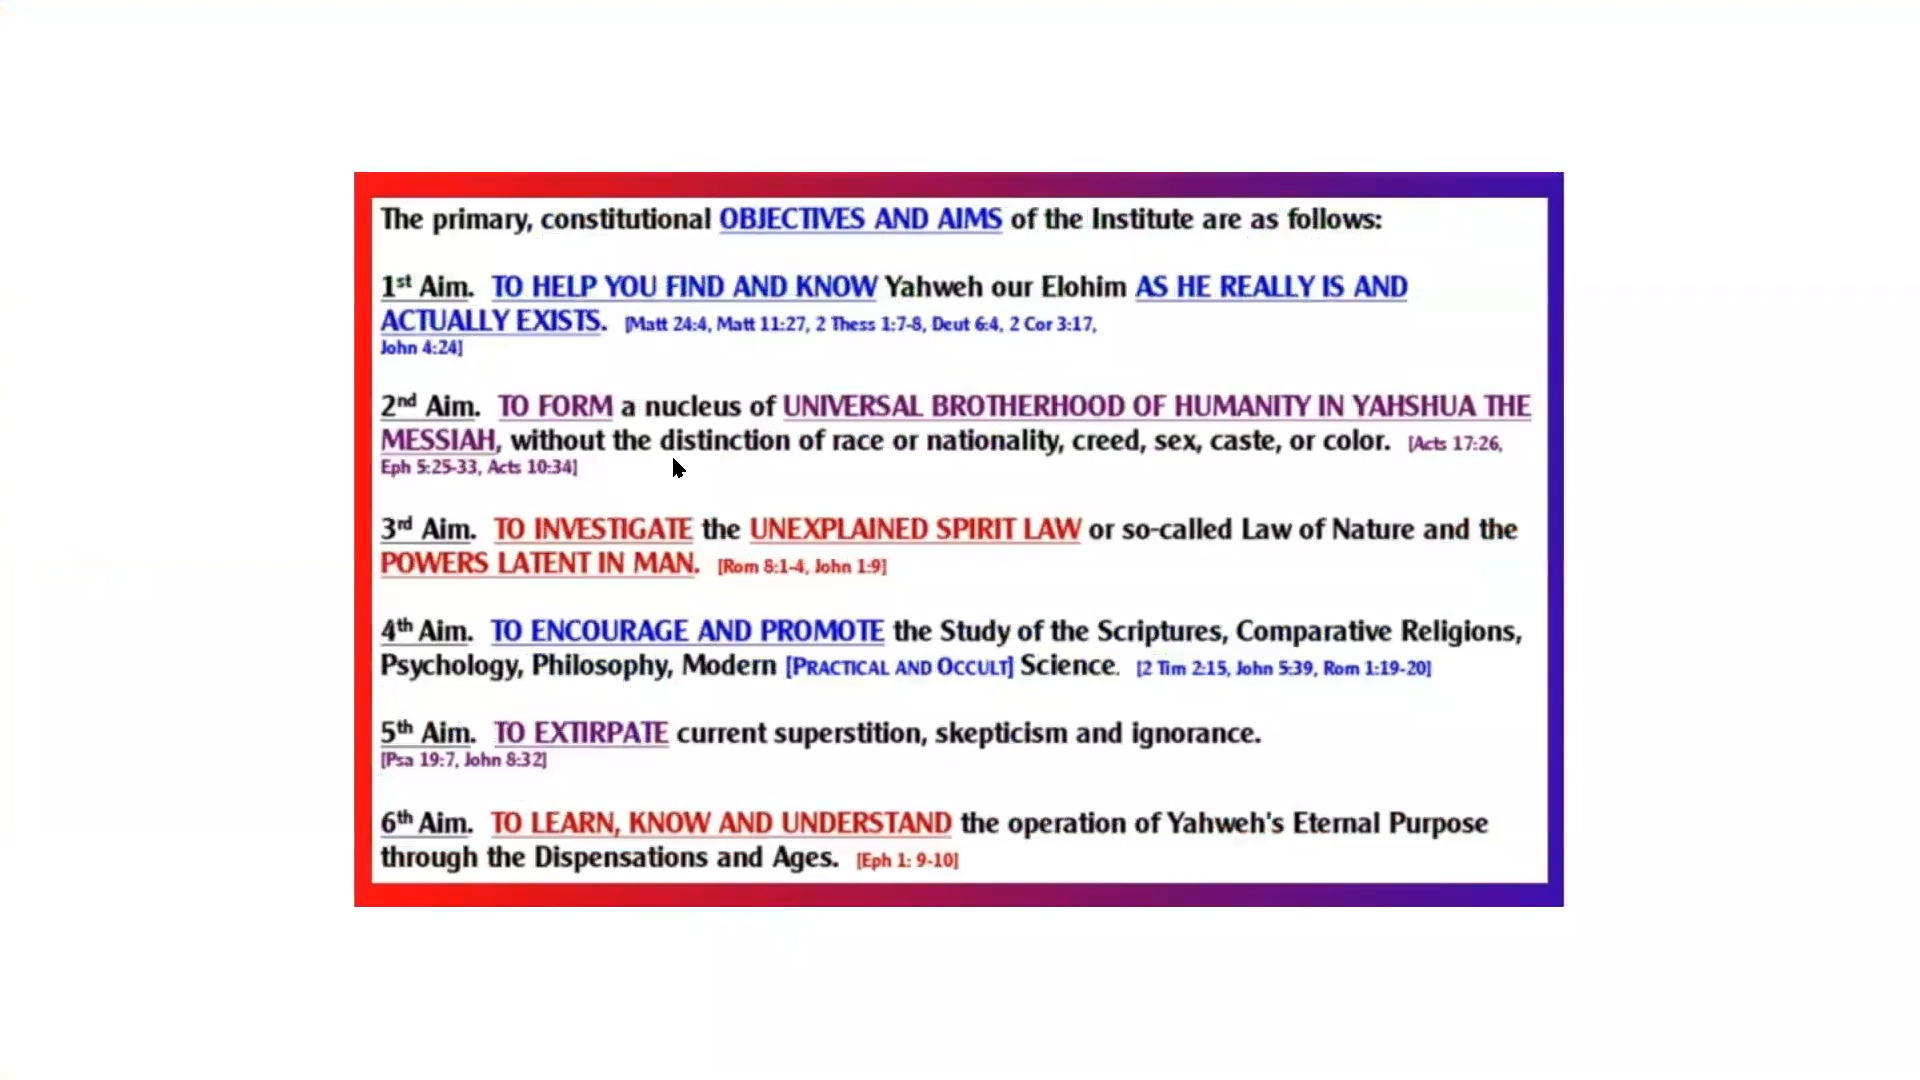 The primary, constitutional OBJECTIVES AND AIMS of the Institute are as follows:
1st Aim. TO HELP YOU FIND AND KNOW Yahweh our Elohim AS HE REALLY IS AND
ACTUALLY EXISTS. [Matt 24:4, Matt 11:27, 2 Thess 1:7-8, Deut 6:4, 2 Cor 3:17,
John 4:24]
2nd Aim. TO FORM a nucleus of UNIVERSAL BROTHERHOOD OF HUMANITY IN YAHSHUA THE
MESSIAH, without the distinction of race or nationality, creed, sex, caste, or color. [Acts 17:26,
Eph 5:25-33, Acts 10:34]
3rd Aim. TO INVESTIGATE the UNEXPLAINED SPIRIT LAW or so-called Law of Nature and the
POWERS LATENT IN MAN. [Rom 8:1-4, John 1:9]
4th Aim. TO ENCOURAGE AND PROMOTE the Study of the Scriptures, Comparative Religions,
Psychology, Philosophy, Modern [PRACTICAL AND OCCULT] Science. [2 Tim 2:15, John 5:39, Rom 1:19-20]
5th Aim. TO EXTIRPATE current superstition, skepticism and ignorance.
[Psa 19:7, John 8:32]
6th Aim. TO LEARN, KNOW AND UNDERSTAND the operation of Yahweh's Eternal Purpose
through the Dispensations and Ages. [Eph 1: 9-10]